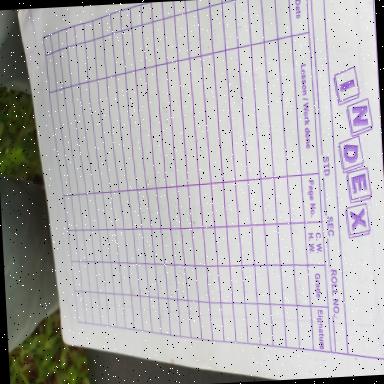 INDEX
STD. SEC. ROLL NO.
Date Lesson / Work done Page No. C.W. H.W. Grade Signature